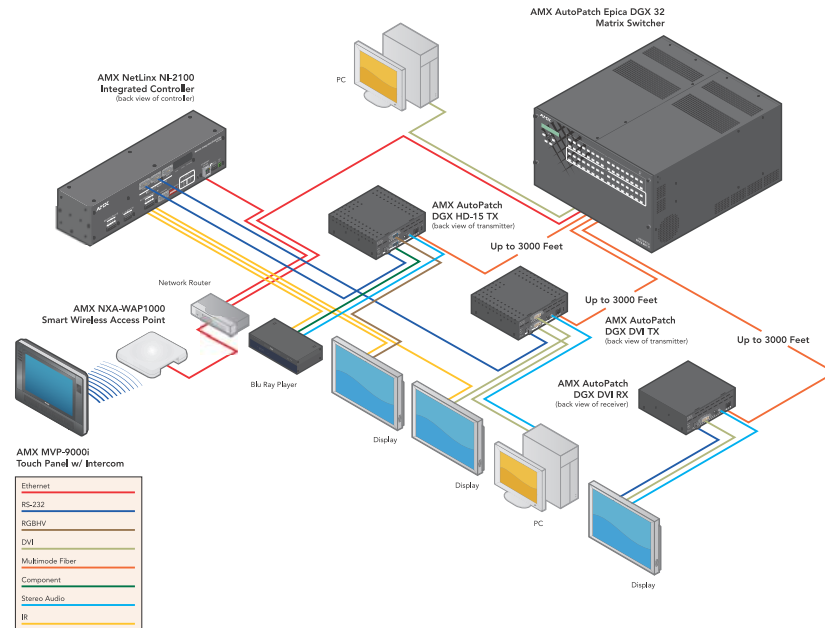 AMX AutoPatch Epica DGX 32
Matrix Switcher
PC
AMX NetLinx NI-2100
Integrated Controller
(back view of controller)
AMX
AMX
AMX AutoPatch
DGX HD-15 TX
(back view of transmitter)
Up to 3000 Feet
Network Router
AMX NXA-WAP1000
Smart Wireless Access Point
Up to 3000 Feet
AMX AutoPatch
DGX DVI TX
(back view of transmitter)
Up to 3000 Feet
Blu Ray Player
AMX AutoPatch
DGX DVI RX
(back view of receiver)
Display
AMX MVP-9000i
Touch Panel w/ Intercom
Display
PC
Display
Ethernet
RS-232
RGBHV
DVI
Multimode Fiber
Component
Stereo Audio
IR